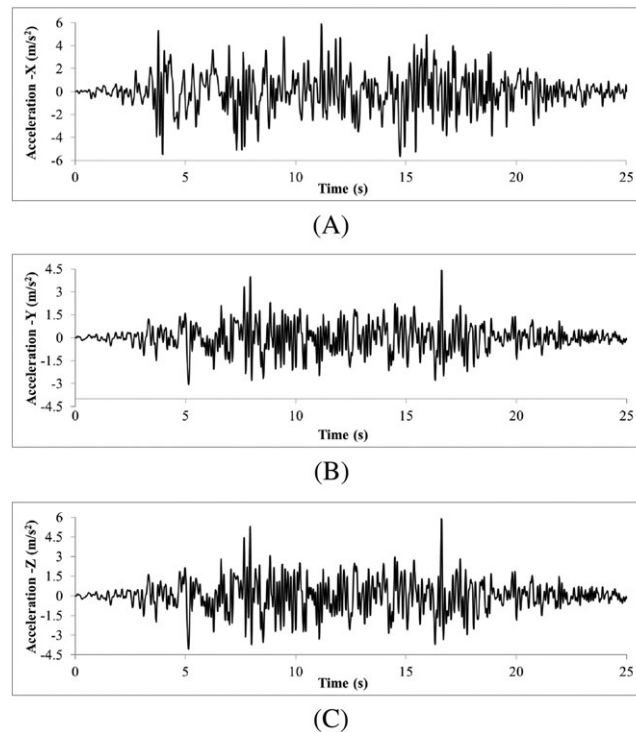 Acceleration -X (m/s²)
6
4
2
0
-2
-4
-6
0 5 10 15 20 25
Time (s)
(A)
Acceleration -Y (m/s²)
4.5
3
1.5
0
-1.5
-3
-4.5
0 5 10 15 20 25
Time (s)
(B)
Acceleration -Z (m/s²)
6
4.5
3
1.5
0
-1.5
-3
-4.5
0 5 10 15 20 25
Time (s)
(C)